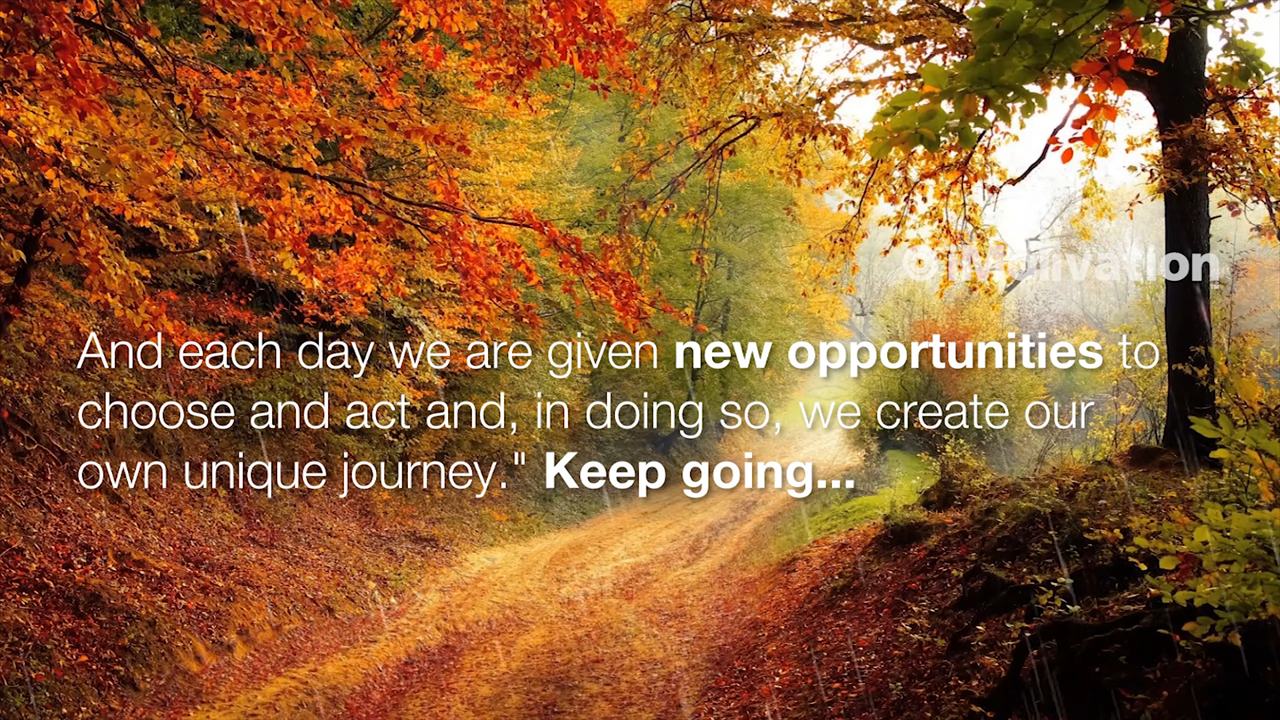 © iMotivation
And each day we are given new opportunities to
choose and act and, in doing so, we create our
own unique journey." Keep going...